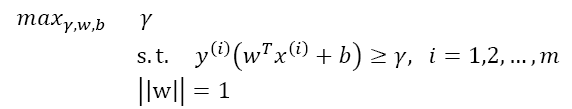 max_{γ,w,b}  γ
s.t.  y^{(i)}(w^T x^{(i)} + b) ≥ γ,  i = 1,2, … , m
||w|| = 1